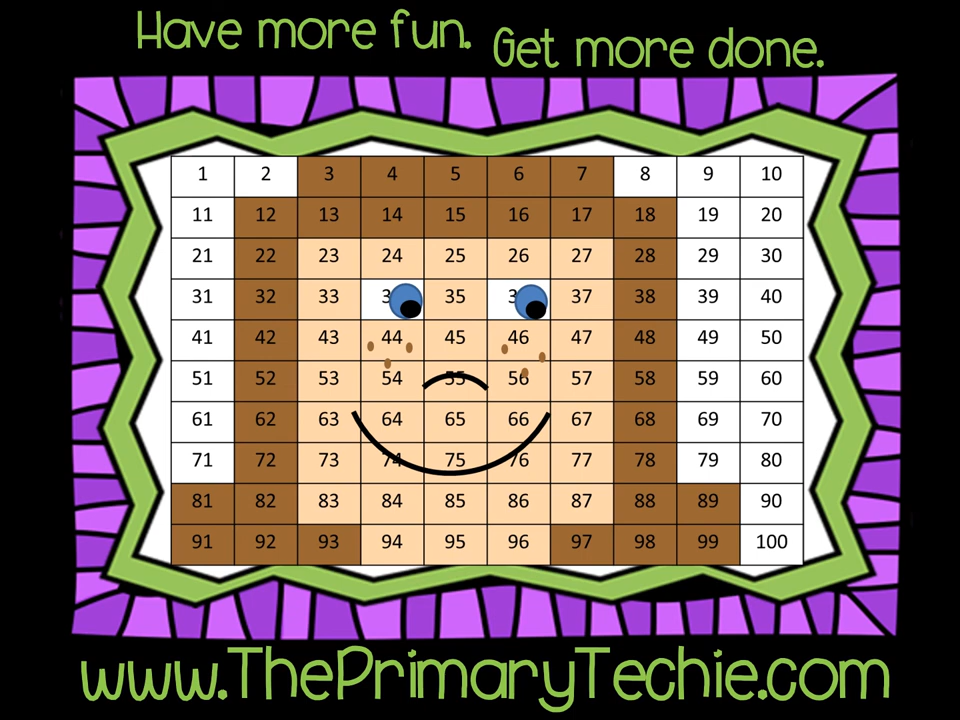 Have more fun. Get more done.
1 2 3 4 5 6 7 8 9 10
11 12 13 14 15 16 17 18 19 20
21 22 23 24 25 26 27 28 29 30
31 32 33 3 35 3 37 38 39 40
41 42 43 44 45 46 47 48 49 50
51 52 53 54 55 56 57 58 59 60
61 62 63 64 65 66 67 68 69 70
71 72 73 74 75 76 77 78 79 80
81 82 83 84 85 86 87 88 89 90
91 92 93 94 95 96 97 98 99 100
www.ThePrimaryTechie.com